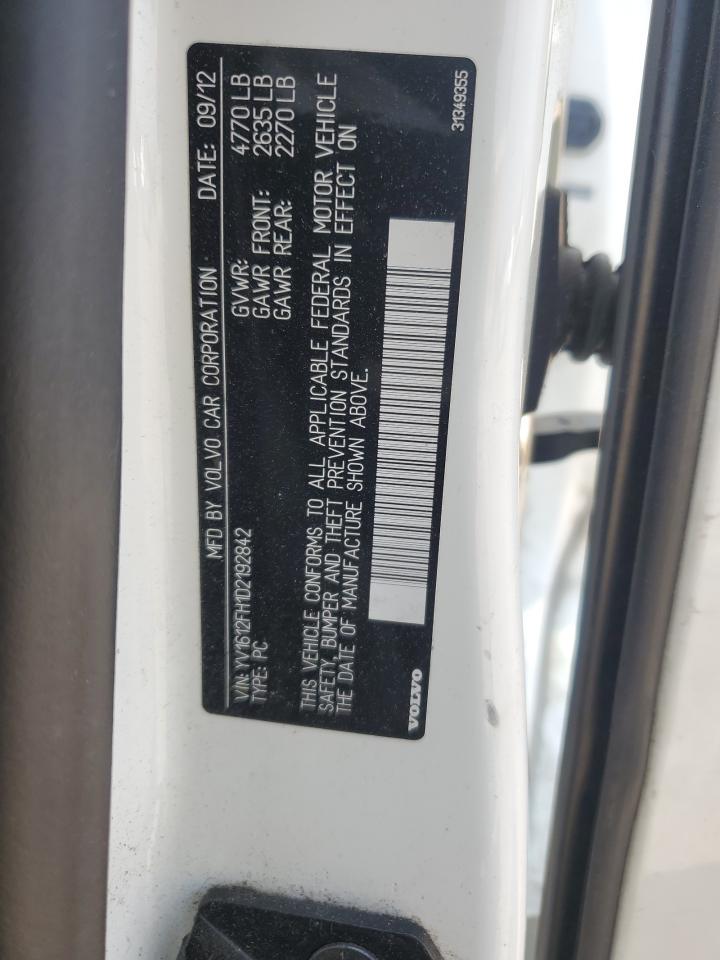 MFD BY VOLVO CAR CORPORATION DATE: 09/12
VIN: YV1612FH1D2192842 GVWR: 4770 LB
TYPE: PC GAWR FRONT: 2635 LB
GAWR REAR: 2270 LB
THIS VEHICLE CONFORMS TO ALL APPLICABLE FEDERAL MOTOR VEHICLE
SAFETY, BUMPER AND THEFT PREVENTION STANDARDS IN EFFECT ON
THE DATE OF MANUFACTURE SHOWN ABOVE.
VOLVO 31349355